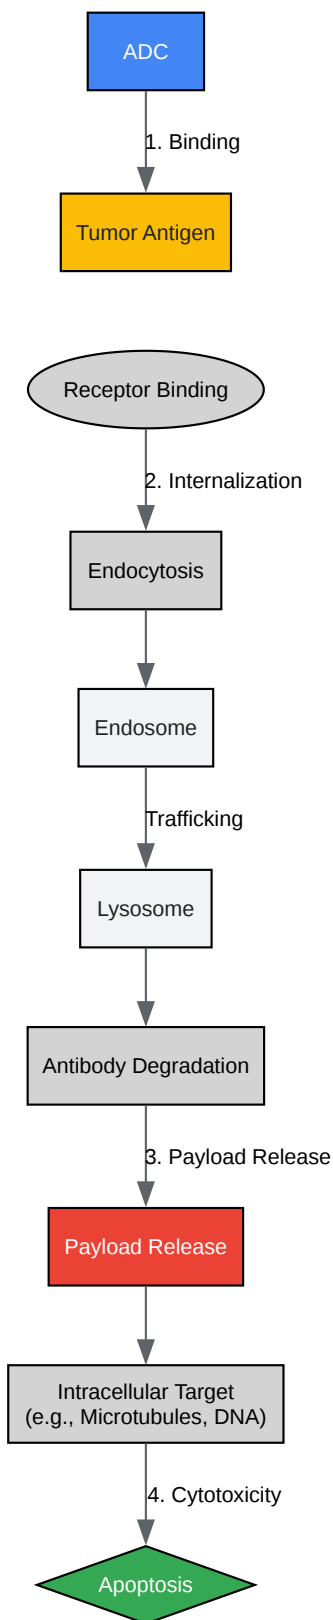 ADC
1. Binding
Tumor Antigen
Receptor Binding
2. Internalization
Endocytosis
Endosome
Trafficking
Lysosome
Antibody Degradation
3. Payload Release
Payload Release
Intracellular Target
(e.g., Microtubules, DNA)
4. Cytotoxicity
Apoptosis